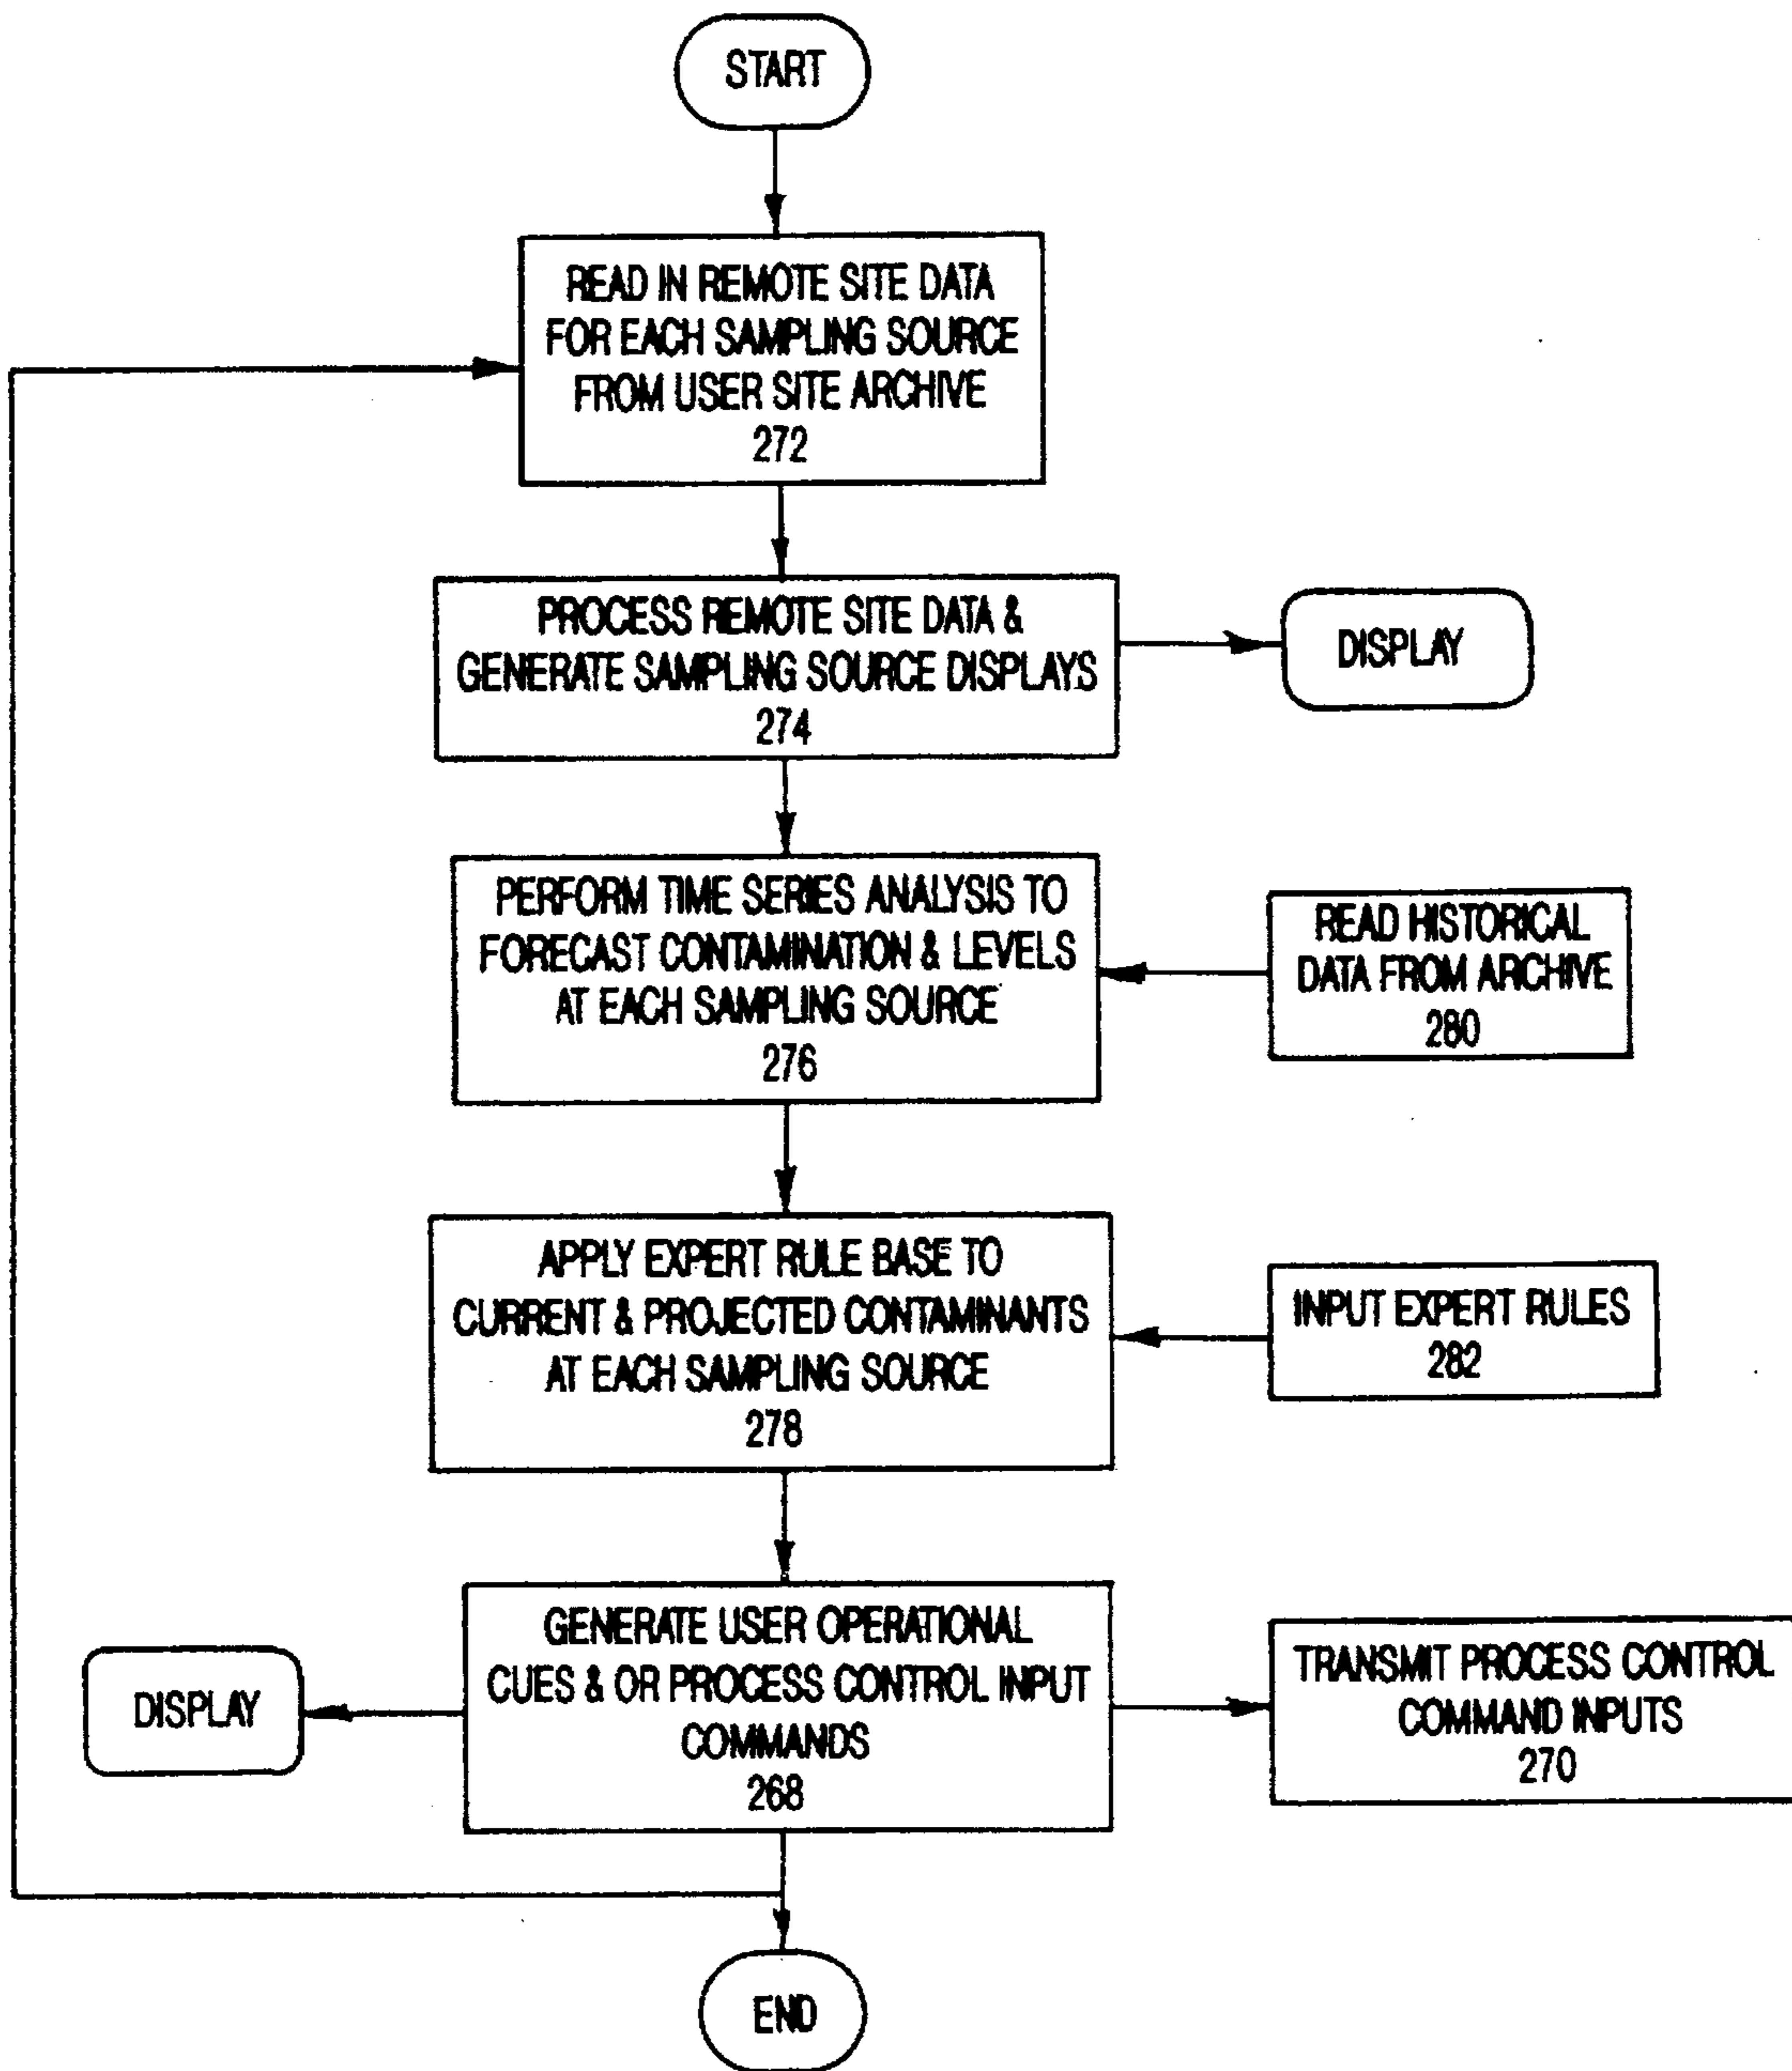 START
READ IN REMOTE SITE DATA
FOR EACH SAMPLING SOURCE
FROM USER SITE ARCHIVE
272
PROCESS REMOTE SITE DATA &
GENERATE SAMPLING SOURCE DISPLAYS
274
DISPLAY
PERFORM TIME SERIES ANALYSIS TO
FORECAST CONTAMINATION & LEVELS
AT EACH SAMPLING SOURCE
276
READ HISTORICAL
DATA FROM ARCHIVE
280
APPLY EXPERT RULE BASE TO
CURRENT & PROJECTED CONTAMINANTS
AT EACH SAMPLING SOURCE
278
INPUT EXPERT RULES
282
DISPLAY
GENERATE USER OPERATIONAL
CUES & OR PROCESS CONTROL INPUT
COMMANDS
268
TRANSMIT PROCESS CONTROL
COMMAND INPUTS
270
END